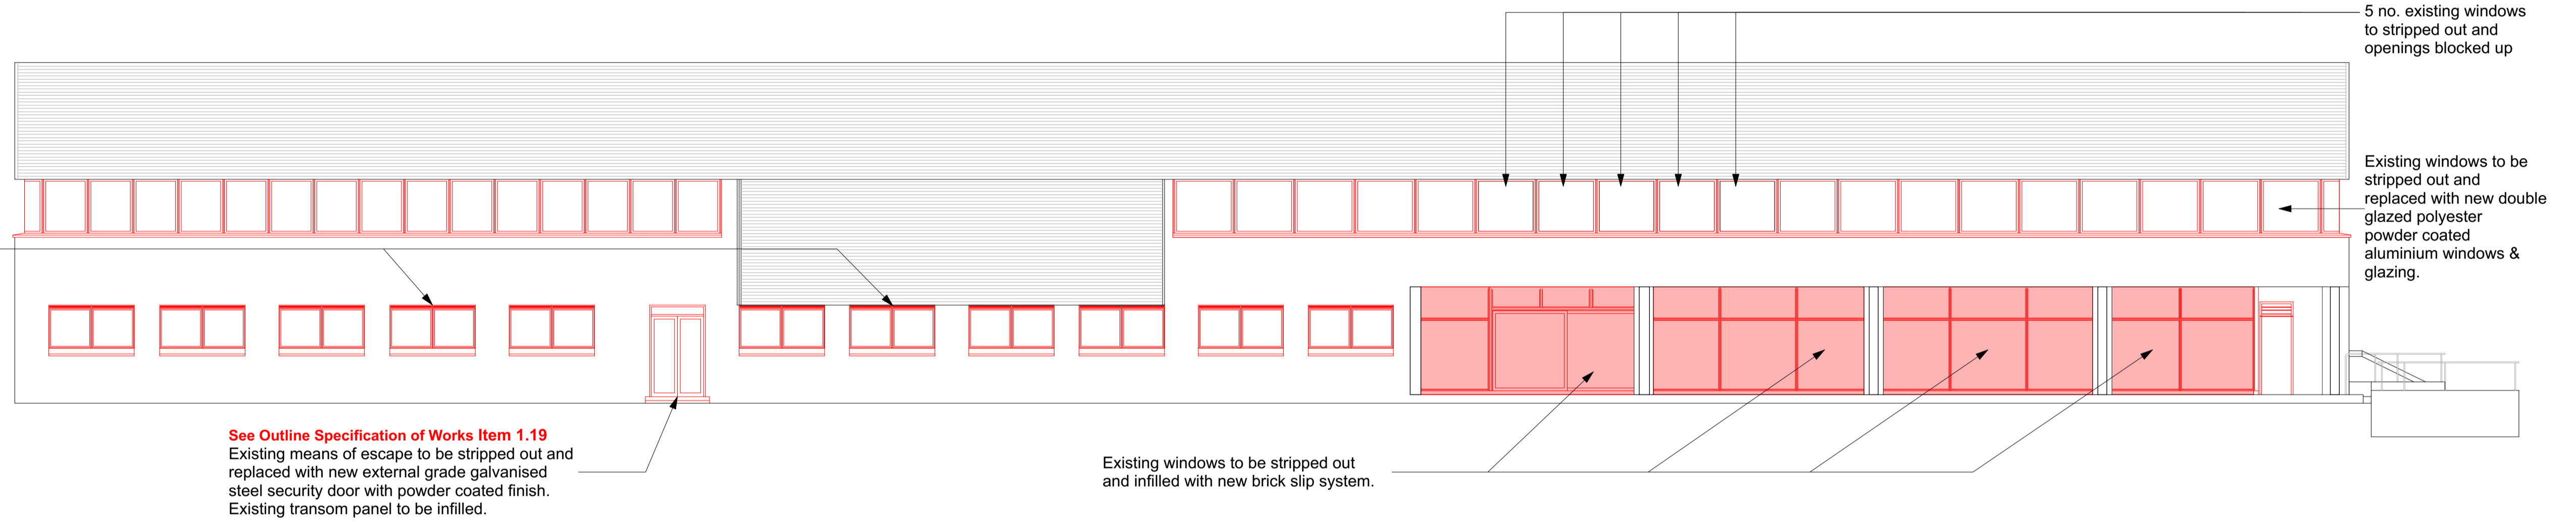 5 no. existing windows
to stripped out and
openings blocked up
Existing windows to be
stripped out and
replaced with new double
glazed polyester
powder coated
aluminium windows &
glazing.
See Outline Specification of Works Item 1.19
Existing means of escape to be stripped out and
replaced with new external grade galvanised
steel security door with powder coated finish.
Existing transom panel to be infilled.
Existing windows to be stripped out
and infilled with new brick slip system.